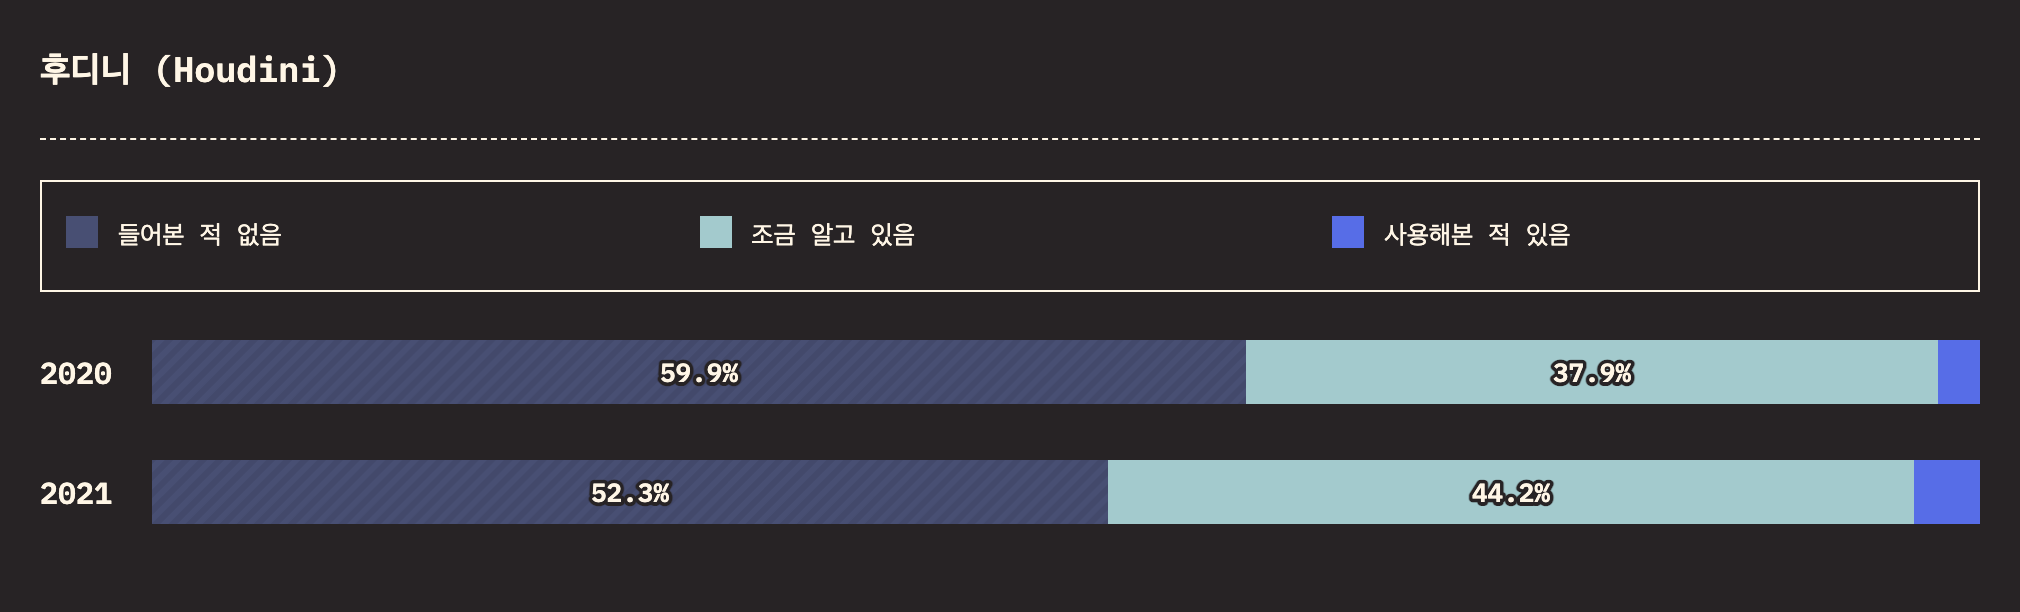 후디니 (Houdini)
들어본 적 없음 조금 알고 있음 사용해본 적 있음
2020 59.9% 37.9%
2021 52.3% 44.2%